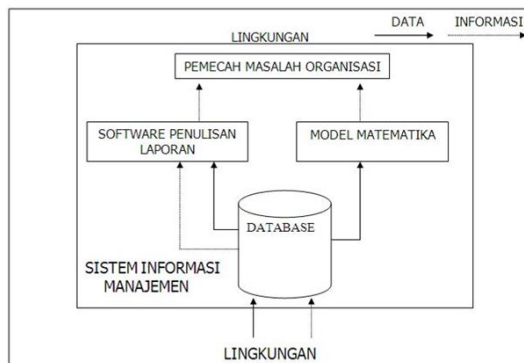 DATA
INFORMASI
LINGKUNGAN
PEMECAH MASALAH ORGANISASI
SOFTWARE PENULISAN
LAPORAN
MODEL MATEMATIKA
DATABASE
SISTEM INFORMASI
MANAJEMEN
LINGKUNGAN